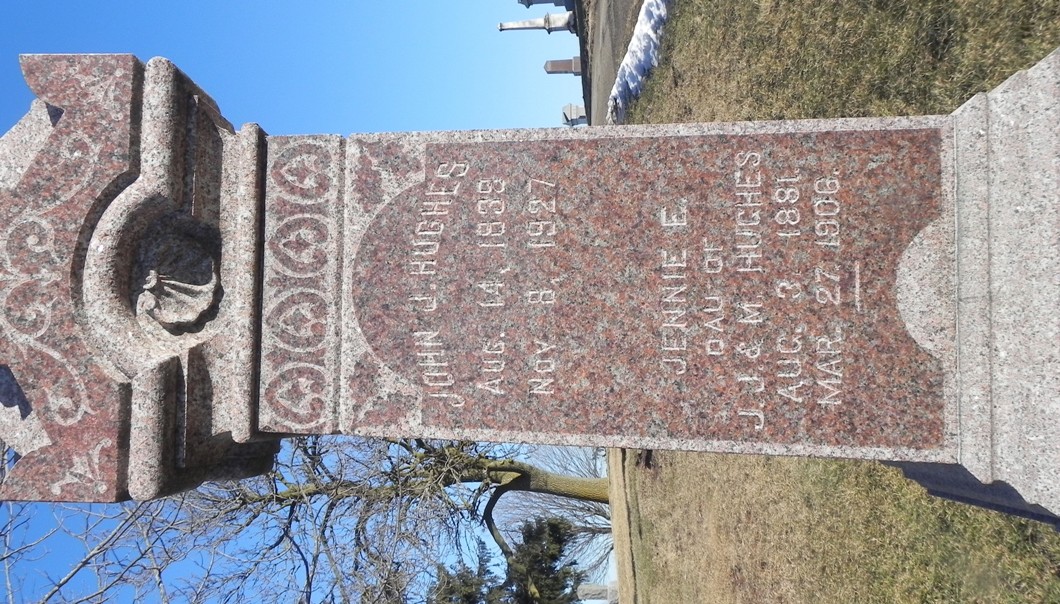 JOHN J. HUGHES
AUG. 14, 1838
NOV. 8, 1927
JENNIE E.
DAU OF
J. J. & M. HUGHES
AUG. 3 1881.
MAR. 27 1906.